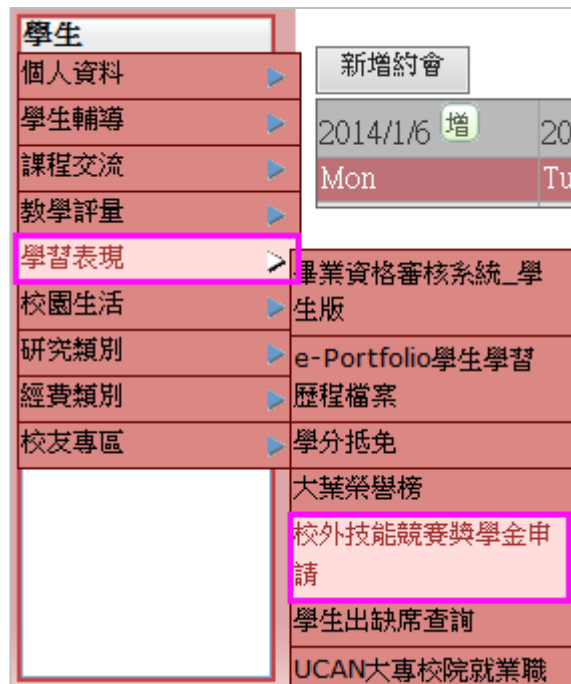 學生
個人資料
學生輔導
課程交流
教學評量
學習表現
校園生活
研究類別
經費類別
校友專區
新增約會
2014/1/6 增
20
Mon
Tu
畢業資格審核系統_學
生版
e-Portfolio學生學習
歷程檔案
學分抵免
大葉榮譽榜
校外技能競賽獎學金申
請
學生出缺席查詢
UCAN大專校院就業職